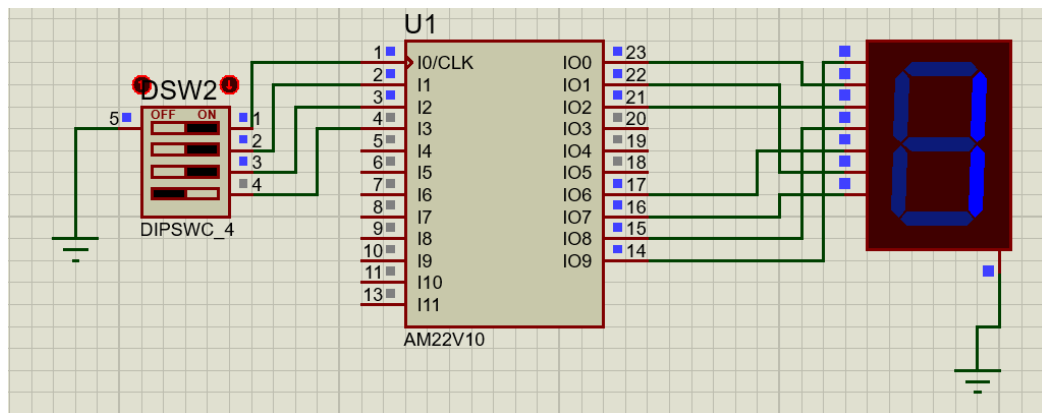 U1
DSW2
OFF ON
5
1
2
3
4
DIPSWC_4
1
2
3
4
5
6
7
8
9
10
11
13
I0/CLK
I1
I2
I3
I4
I5
I6
I7
I8
I9
I10
I11
IO0
IO1
IO2
IO3
IO4
IO5
IO6
IO7
IO8
IO9
23
22
21
20
19
18
17
16
15
14
AM22V10